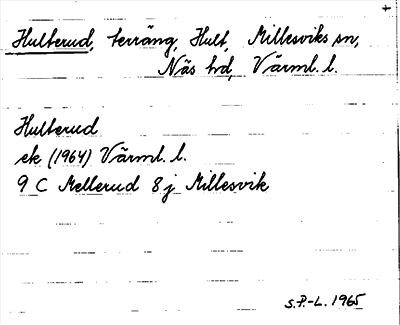 Hulterud, terräng, Hult, Millesviks sn,
Näs hd, Värml. l.
Hulterud
ek (1964) Värml. l.
9 C Mellerud 8 j Millesvik
S.P.-L. 1965